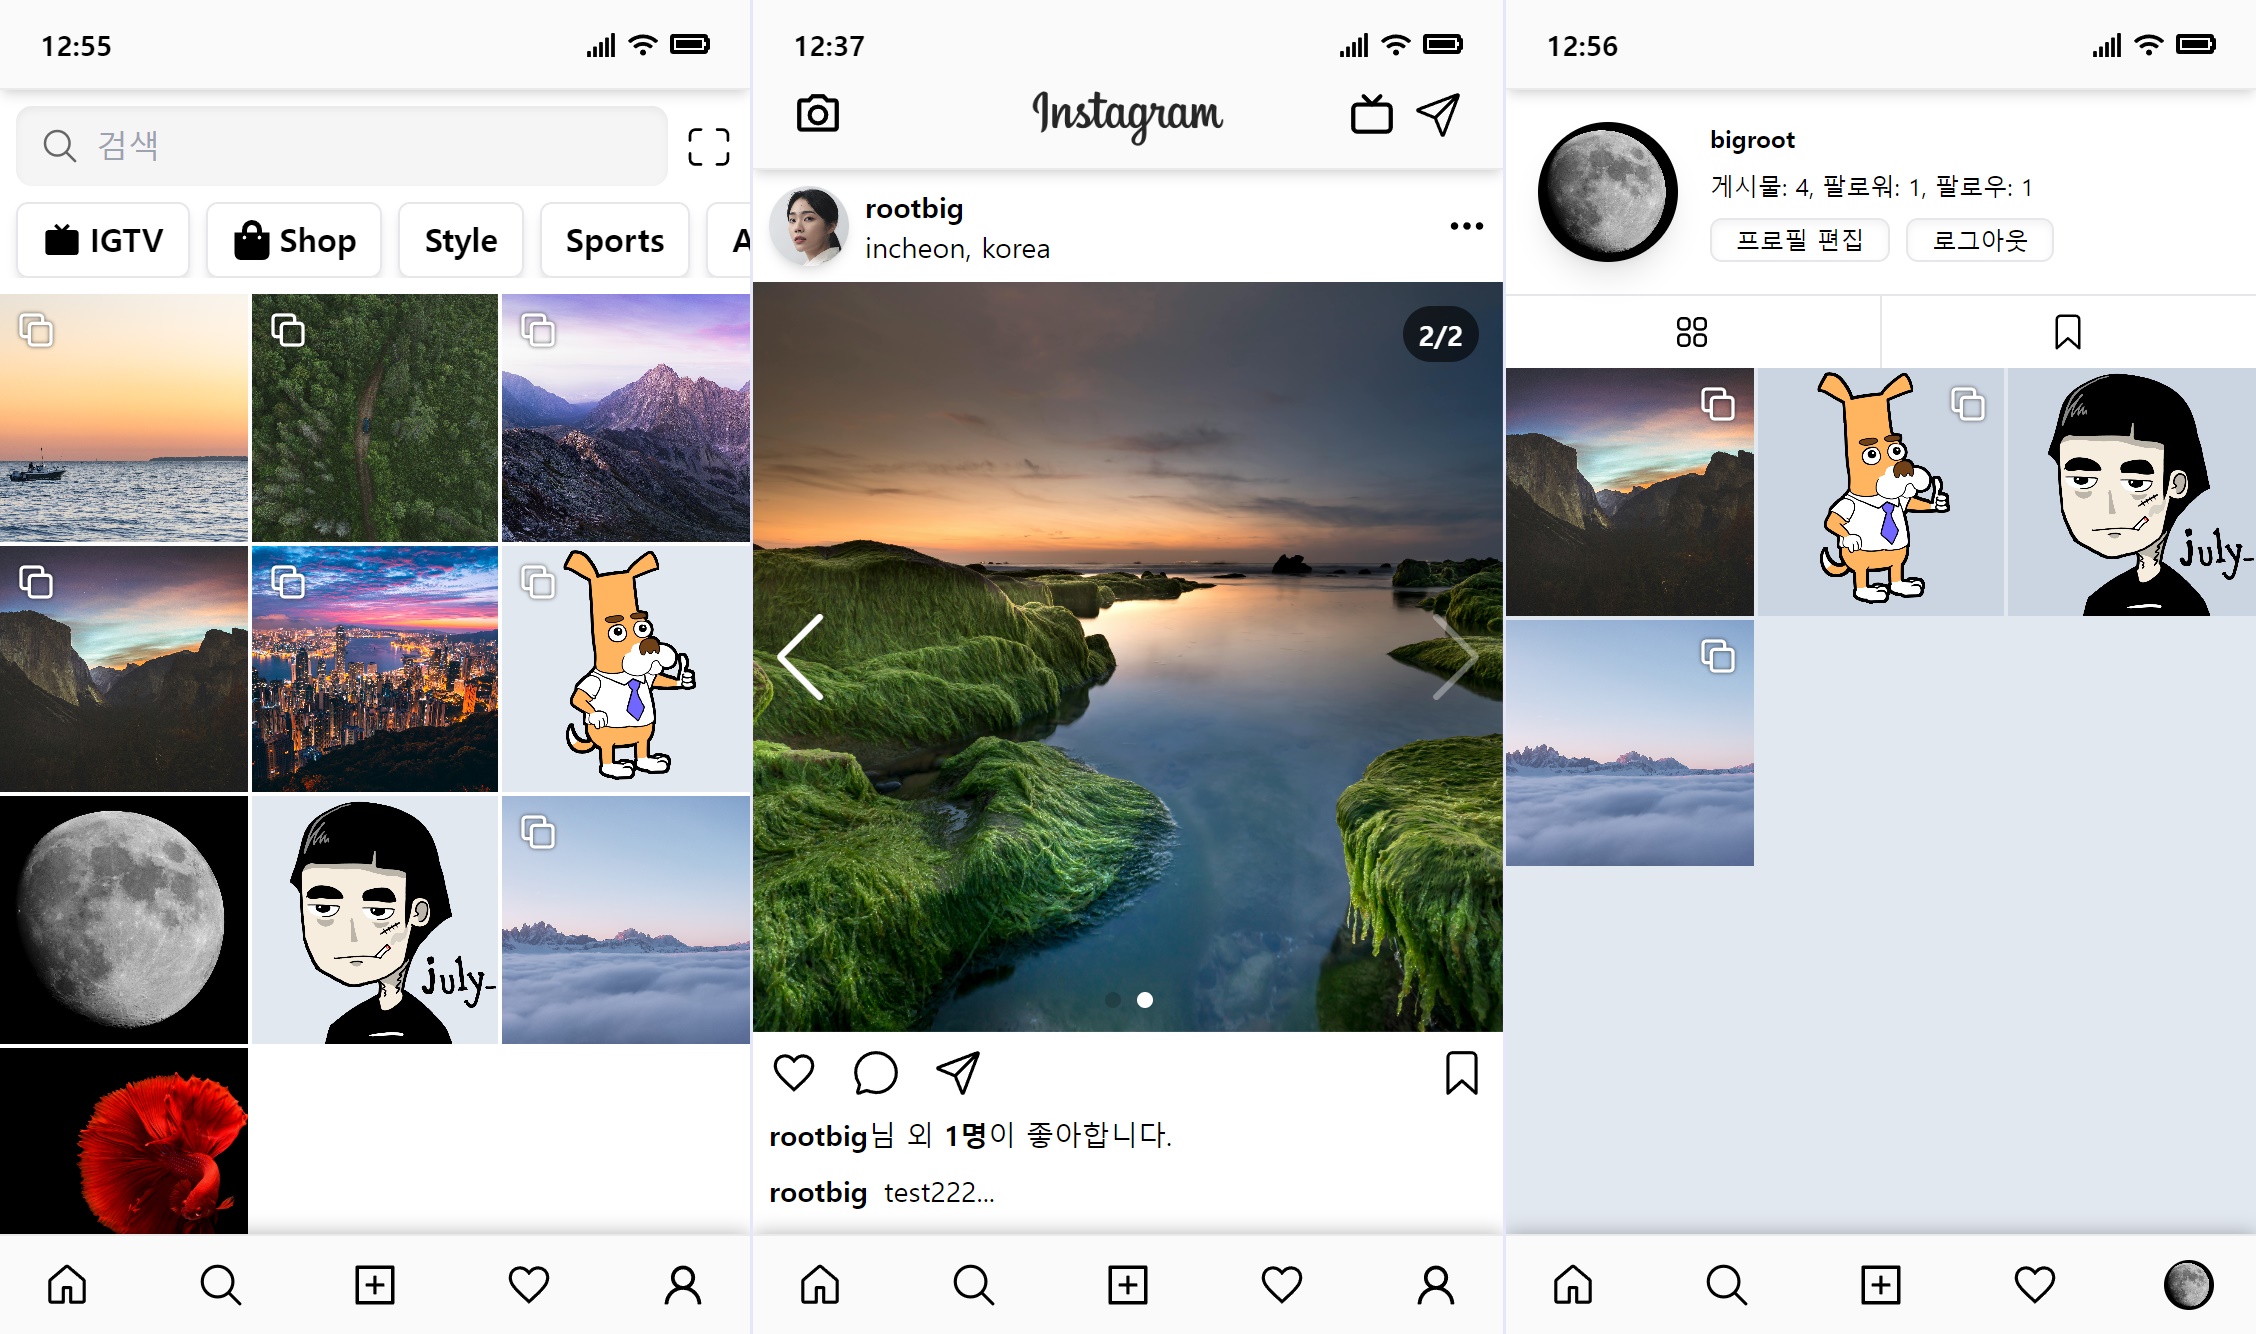 12:55
검색
IGTV
Shop
Style
Sports
A
july-
12:37
Instagram
rootbig
incheon, korea
2/2
rootbig님 외 1명이 좋아합니다.
rootbig test222...
12:56
bigroot
게시물: 4, 팔로워: 1, 팔로우: 1
프로필 편집
로그아웃
july-